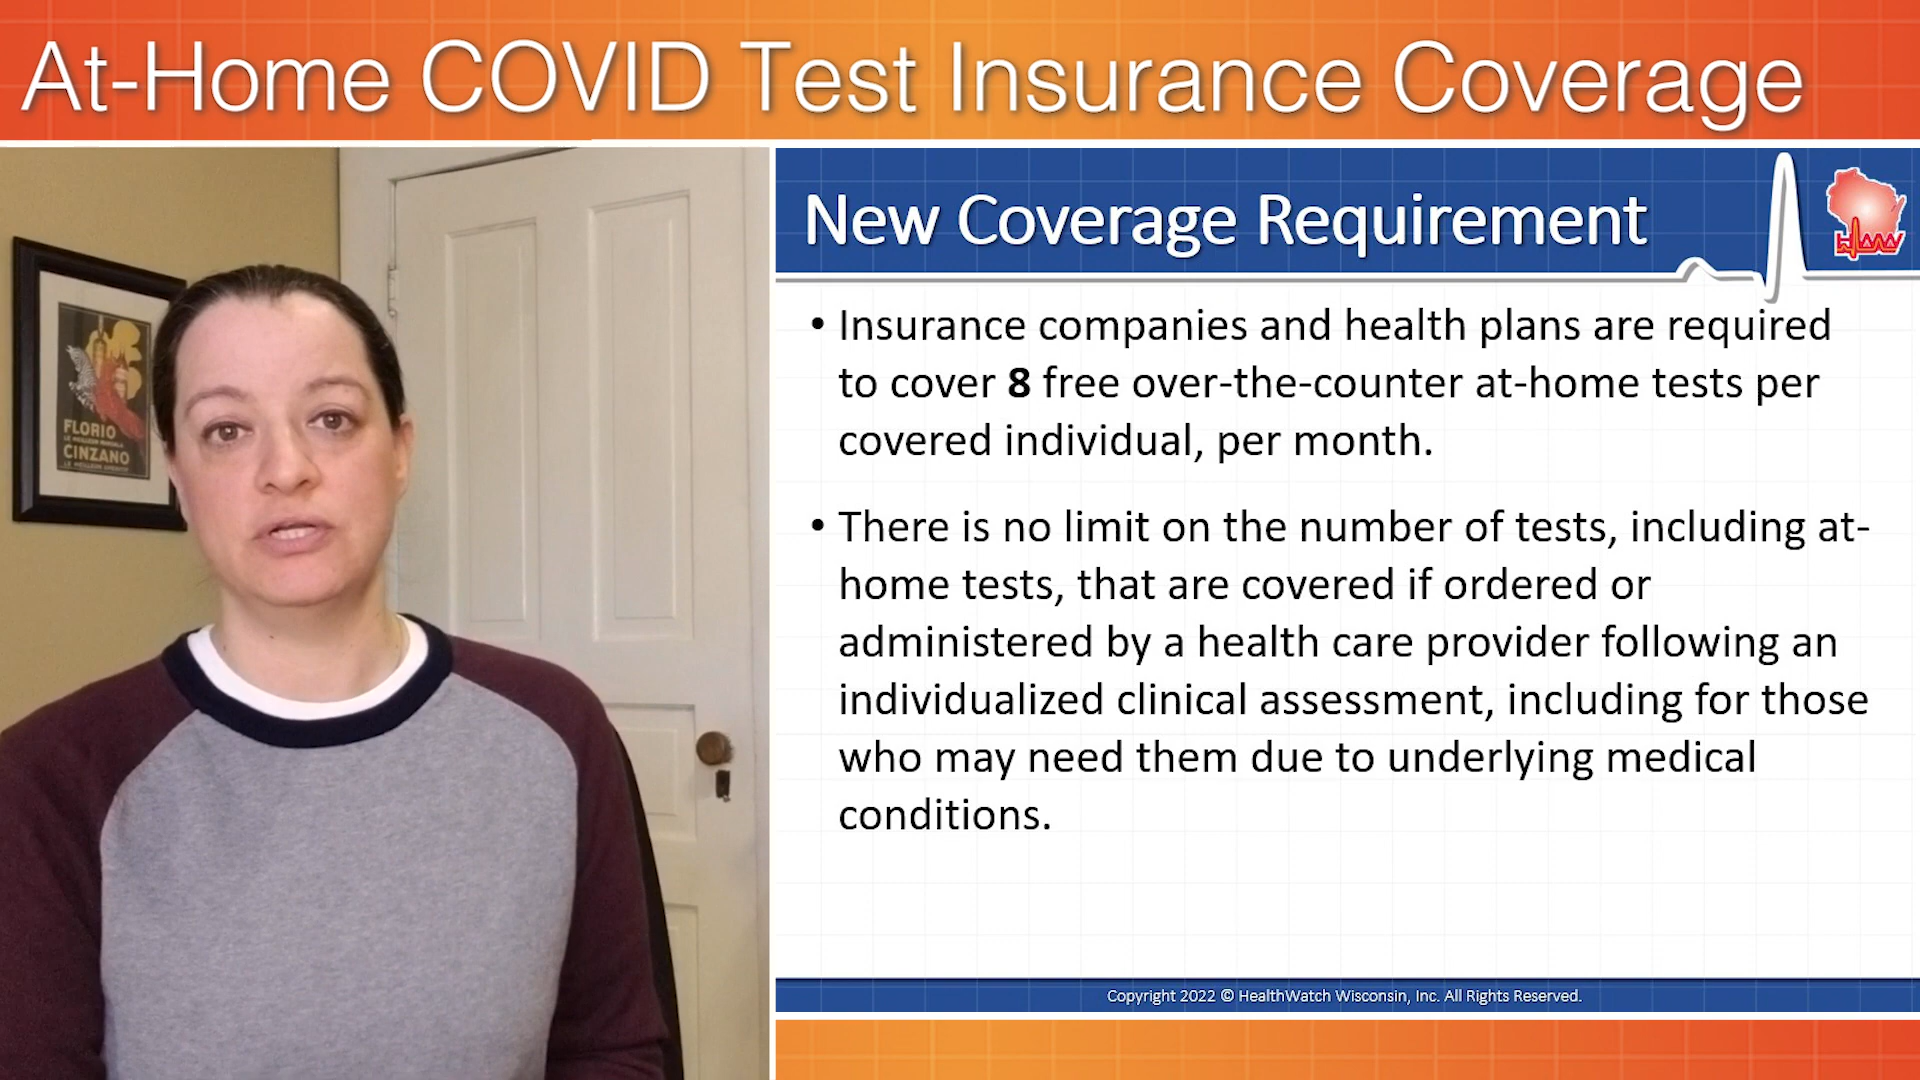 At-Home COVID Test Insurance Coverage
FLORIO
CINZANO
New Coverage Requirement
• Insurance companies and health plans are required
to cover 8 free over-the-counter at-home tests per
covered individual, per month.
• There is no limit on the number of tests, including at-
home tests, that are covered if ordered or
administered by a health care provider following an
individualized clinical assessment, including for those
who may need them due to underlying medical
conditions.
Copyright 2022 © HealthWatch Wisconsin, Inc. All Rights Reserved.